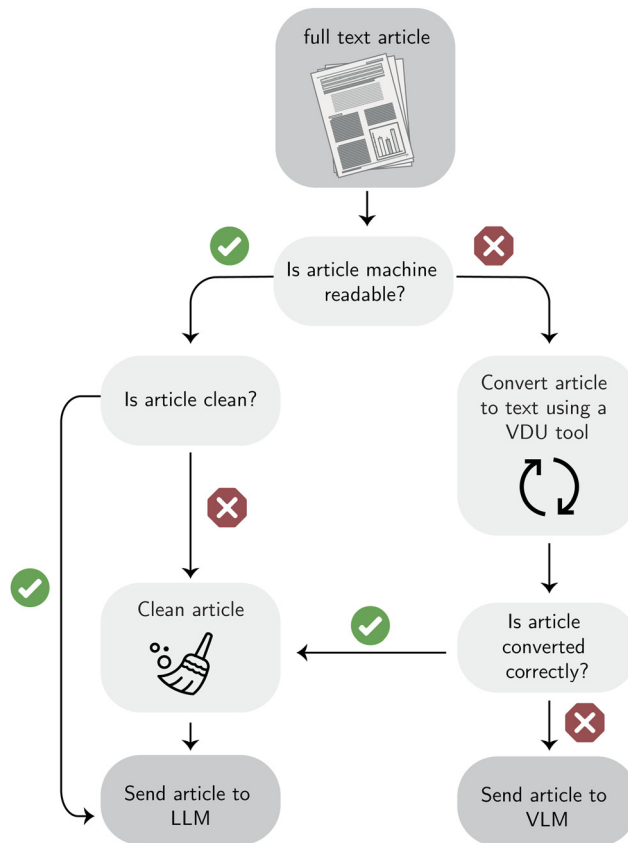 full text article
Is article machine
readable?
Is article clean?
Convert article
to text using a
VDU tool
Clean article
Is article
converted
correctly?
Send article to
LLM
Send article to
VLM